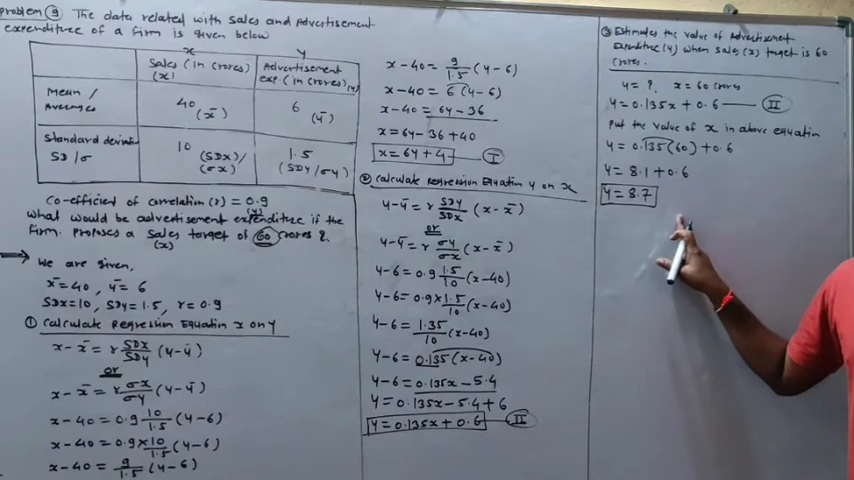 Problem 9 The data related with sales and Advertisement
expenditure of a firm is given below
x y
Sales (in crores) (x) Advertisement exp. (in crores) (y)
Mean / Averages 40 (x̄) 6 (ȳ)
Standard deviation SD/σ 10 (SDx)/(σx) 1.5 (SDy/σy)
Co-efficient of correlation (r) = 0.9
What would be advertisement expenditure (y) if the
firm. proposes a sales target of 60 crores ?
(x)
→ We are given,
x̄ = 40, ȳ = 6
SDx = 10, SDy = 1.5, r = 0.9
① Calculate Regression Equation x on y
x - x̄ = r SDx/SDy (y - ȳ)
or
x - x̄ = r σx/σy (y - ȳ)
x - 40 = 0.9 10/1.5 (y - 6)
x - 40 = 0.9 × 10/1.5 (y - 6)
x - 40 = 9/1.5 (y - 6)
x - 40 = 9/1.5 (y - 6)
x - 40 = 6 (y - 6)
x - 40 = 6y - 36
x = 6y - 36 + 40
x = 6y + 4 — I
② Calculate Regression Equation y on x
y - ȳ = r SDy/SDx (x - x̄)
or
y - ȳ = r σy/σx (x - x̄)
y - 6 = 0.9 1.5/10 (x - 40)
y - 6 = 0.9 × 1.5/10 (x - 40)
y - 6 = 1.35/10 (x - 40)
y - 6 = 0.135 (x - 40)
y - 6 = 0.135x - 5.4
y = 0.135x - 5.4 + 6
y = 0.135x + 0.6 — II
③ Estimates the value of Advertisement
Expenditure (y) when sales (x) target is 60
crores.
y = ?, x = 60 crores
y = 0.135x + 0.6 — II
Put the value of x in above equation
y = 0.135(60) + 0.6
y = 8.1 + 0.6
y = 8.7